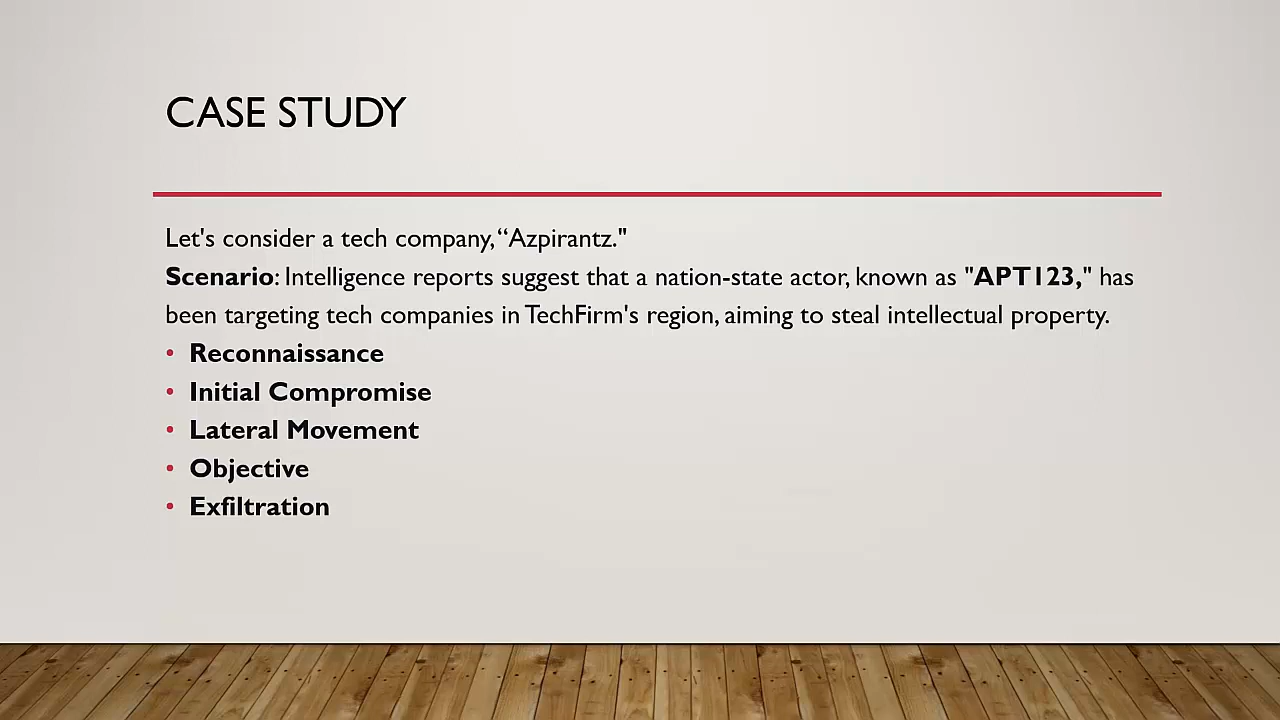 CASE STUDY
Let's consider a tech company, “Azpirantz."
Scenario: Intelligence reports suggest that a nation-state actor, known as "APT123," has
been targeting tech companies in TechFirm's region, aiming to steal intellectual property.
• Reconnaissance
• Initial Compromise
• Lateral Movement
• Objective
• Exfiltration